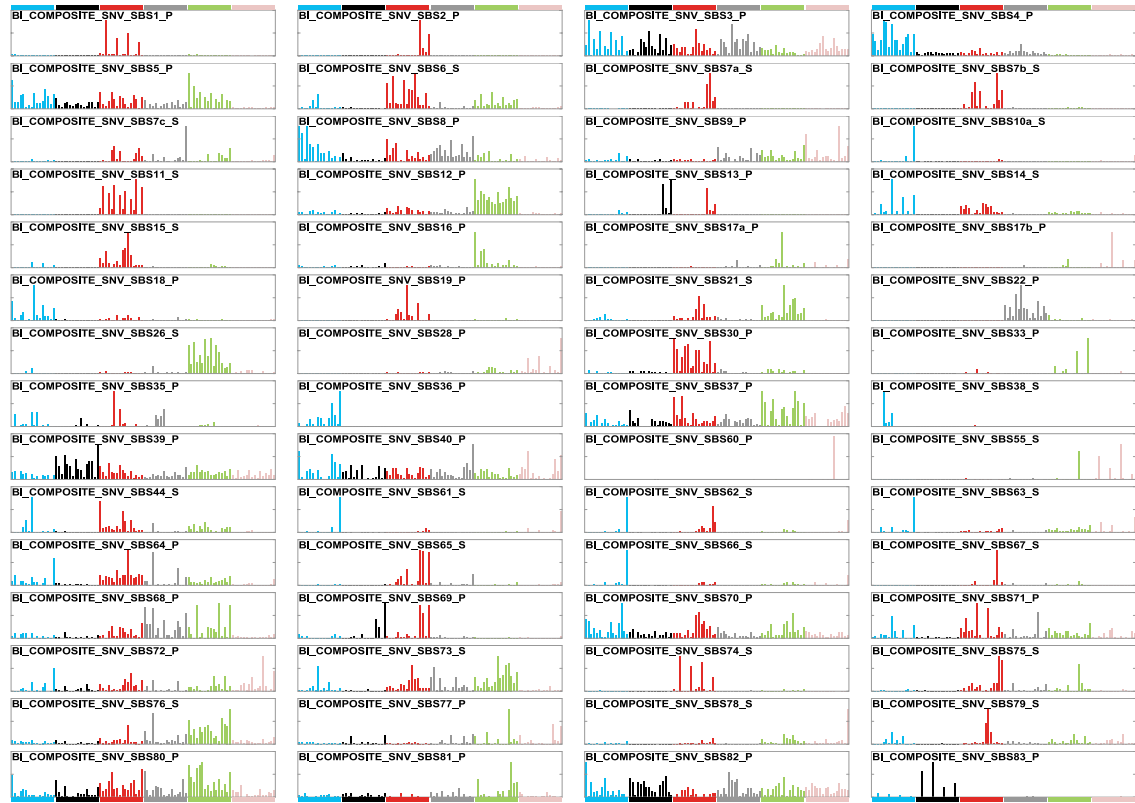 BI_COMPOSITE_SNV_SBS1_P
BI_COMPOSITE_SNV_SBS2_P
BI_COMPOSITE_SNV_SBS3_P
BI_COMPOSITE_SNV_SBS4_P
BI_COMPOSITE_SNV_SBS5_P
BI_COMPOSITE_SNV_SBS6_S
BI_COMPOSITE_SNV_SBS7a_S
BI_COMPOSITE_SNV_SBS7b_S
BI_COMPOSITE_SNV_SBS7c_S
BI_COMPOSITE_SNV_SBS8_P
BI_COMPOSITE_SNV_SBS9_P
BI_COMPOSITE_SNV_SBS10a_S
BI_COMPOSITE_SNV_SBS11_S
BI_COMPOSITE_SNV_SBS12_P
BI_COMPOSITE_SNV_SBS13_P
BI_COMPOSITE_SNV_SBS14_S
BI_COMPOSITE_SNV_SBS15_S
BI_COMPOSITE_SNV_SBS16_P
BI_COMPOSITE_SNV_SBS17a_P
BI_COMPOSITE_SNV_SBS17b_P
BI_COMPOSITE_SNV_SBS18_P
BI_COMPOSITE_SNV_SBS19_P
BI_COMPOSITE_SNV_SBS21_S
BI_COMPOSITE_SNV_SBS22_P
BI_COMPOSITE_SNV_SBS26_S
BI_COMPOSITE_SNV_SBS28_P
BI_COMPOSITE_SNV_SBS30_P
BI_COMPOSITE_SNV_SBS33_P
BI_COMPOSITE_SNV_SBS35_P
BI_COMPOSITE_SNV_SBS36_P
BI_COMPOSITE_SNV_SBS37_P
BI_COMPOSITE_SNV_SBS38_S
BI_COMPOSITE_SNV_SBS39_P
BI_COMPOSITE_SNV_SBS40_P
BI_COMPOSITE_SNV_SBS60_P
BI_COMPOSITE_SNV_SBS55_S
BI_COMPOSITE_SNV_SBS44_S
BI_COMPOSITE_SNV_SBS61_S
BI_COMPOSITE_SNV_SBS62_S
BI_COMPOSITE_SNV_SBS63_S
BI_COMPOSITE_SNV_SBS64_P
BI_COMPOSITE_SNV_SBS65_S
BI_COMPOSITE_SNV_SBS66_S
BI_COMPOSITE_SNV_SBS67_S
BI_COMPOSITE_SNV_SBS68_P
BI_COMPOSITE_SNV_SBS69_P
BI_COMPOSITE_SNV_SBS70_P
BI_COMPOSITE_SNV_SBS71_P
BI_COMPOSITE_SNV_SBS72_P
BI_COMPOSITE_SNV_SBS73_S
BI_COMPOSITE_SNV_SBS74_S
BI_COMPOSITE_SNV_SBS75_S
BI_COMPOSITE_SNV_SBS76_S
BI_COMPOSITE_SNV_SBS77_P
BI_COMPOSITE_SNV_SBS78_S
BI_COMPOSITE_SNV_SBS79_S
BI_COMPOSITE_SNV_SBS80_P
BI_COMPOSITE_SNV_SBS81_P
BI_COMPOSITE_SNV_SBS82_P
BI_COMPOSITE_SNV_SBS83_P